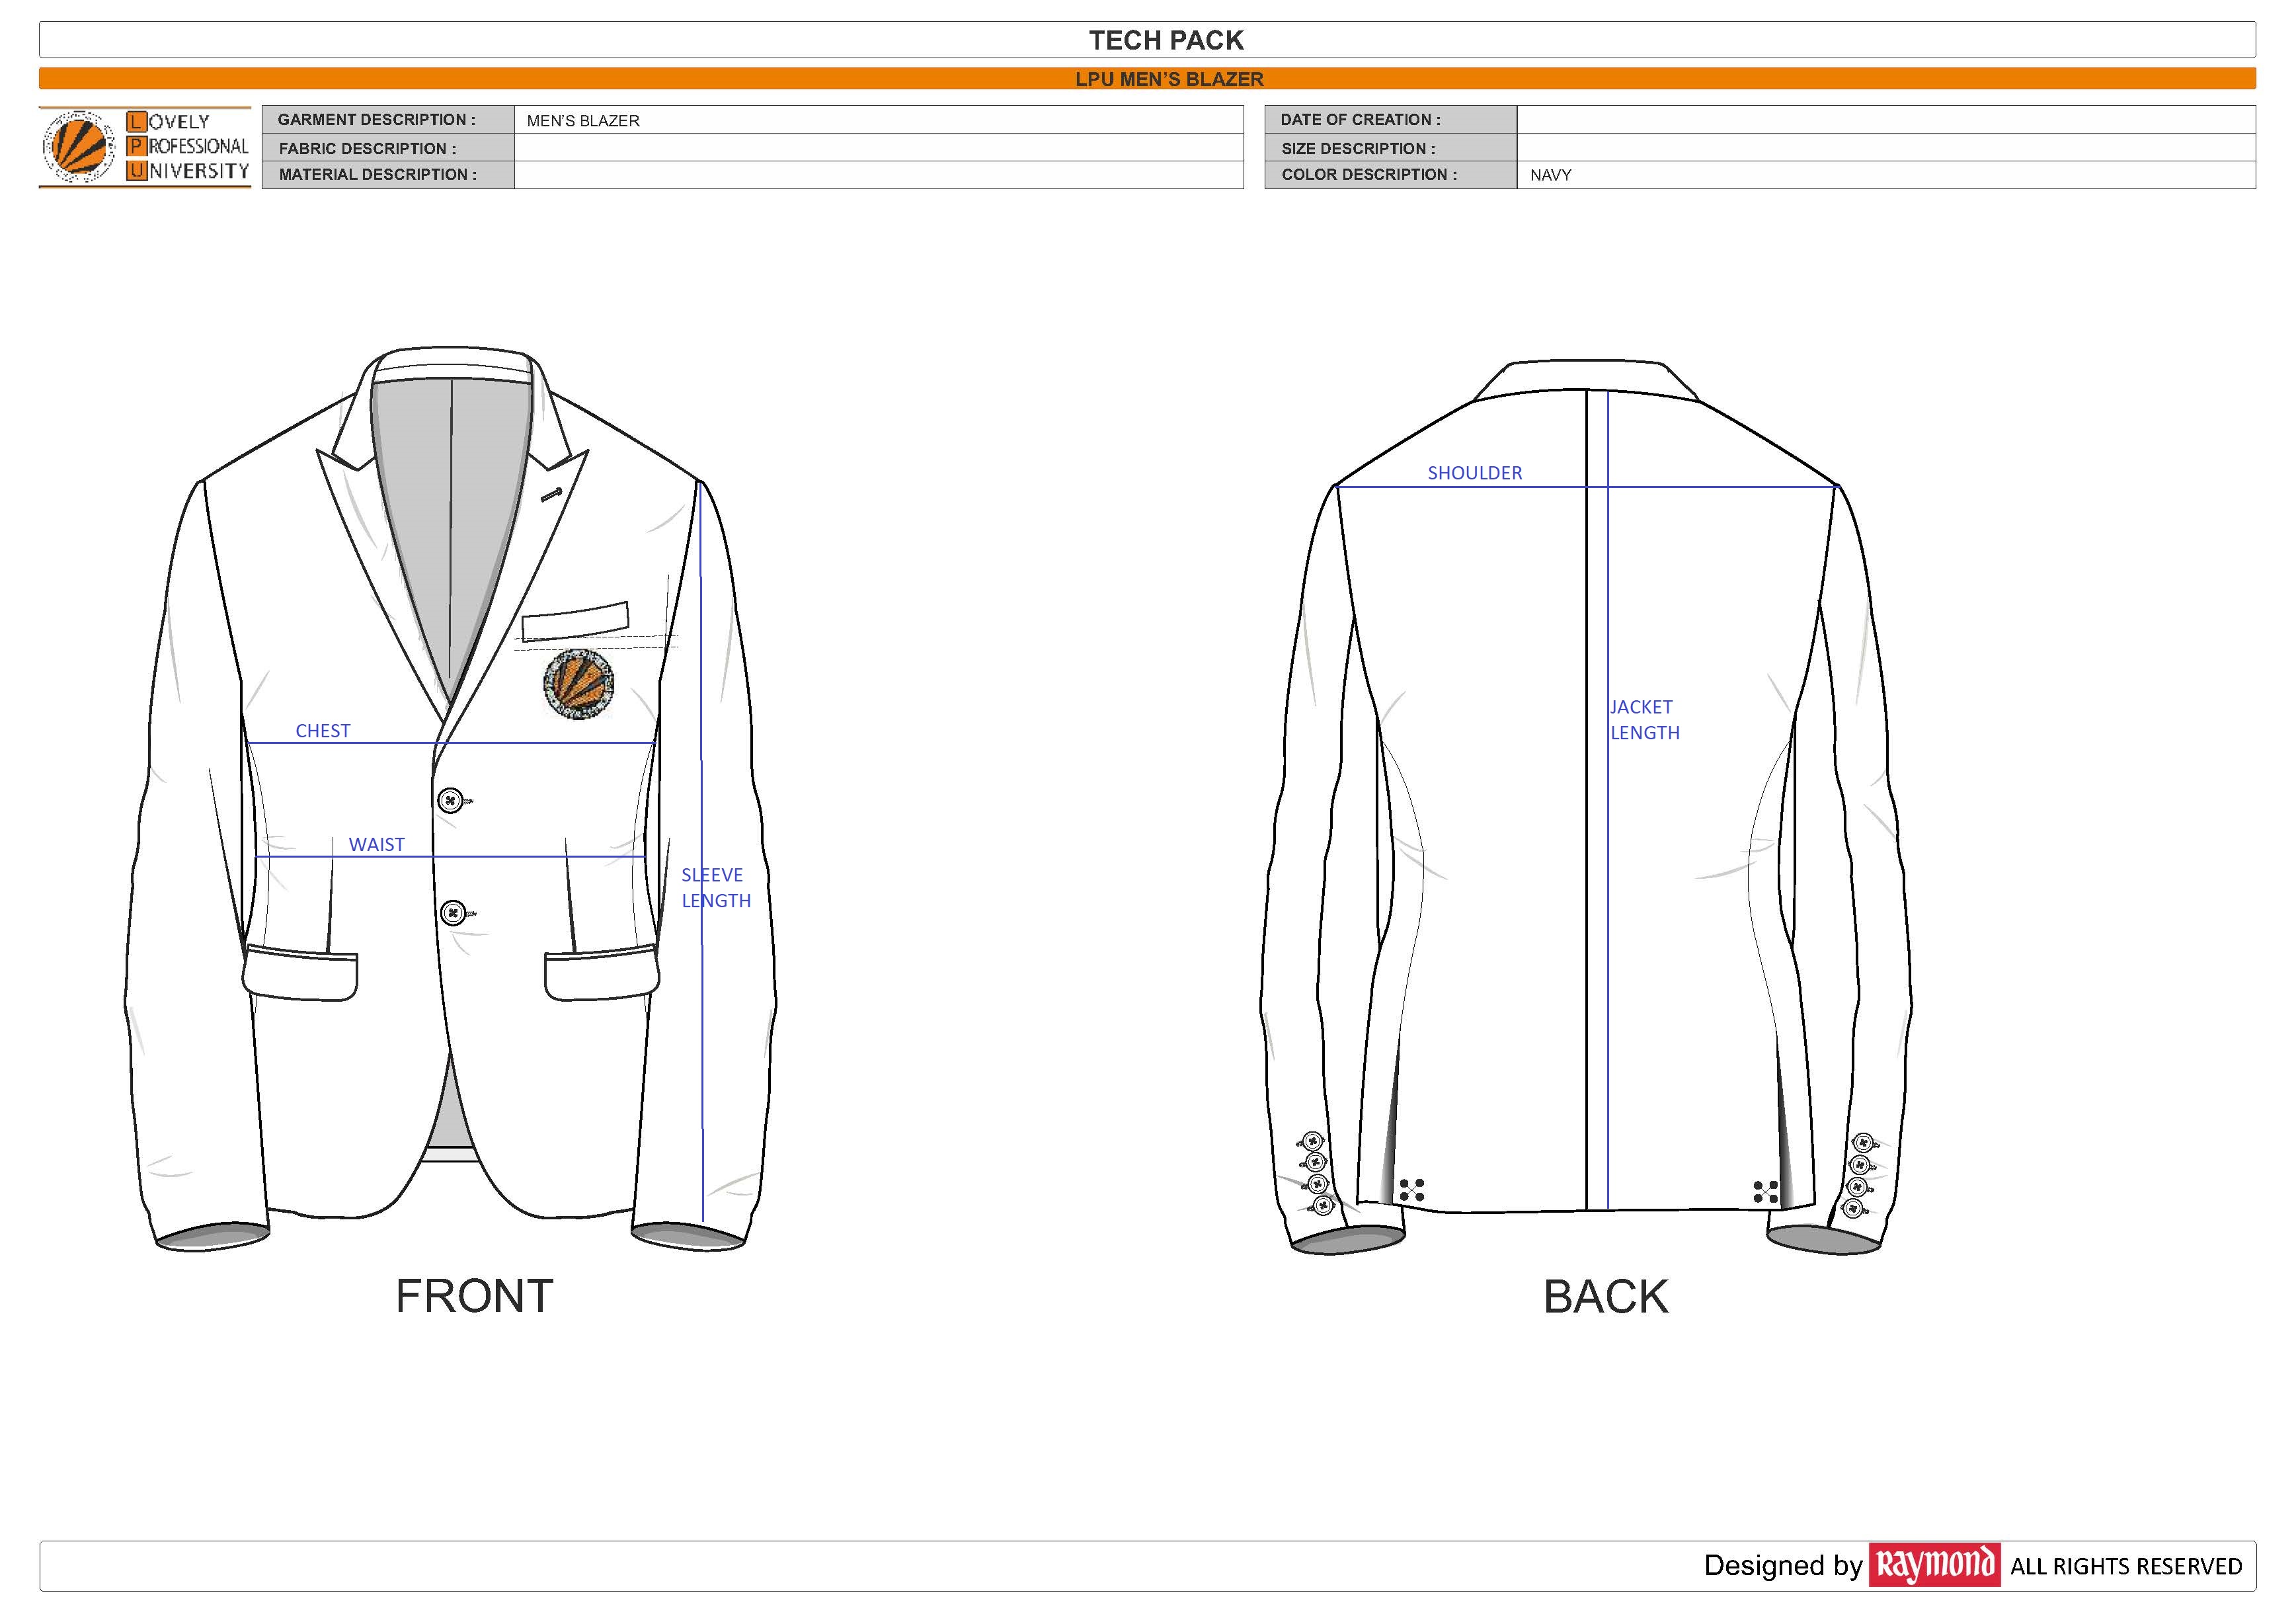 TECH PACK
LPU MEN’S BLAZER
LOVELY
PROFESSIONAL
UNIVERSITY
GARMENT DESCRIPTION : MEN’S BLAZER
FABRIC DESCRIPTION :
MATERIAL DESCRIPTION :
DATE OF CREATION :
SIZE DESCRIPTION :
COLOR DESCRIPTION : NAVY
CHEST
WAIST
SLEEVE
LENGTH
SHOULDER
JACKET
LENGTH
FRONT
BACK
Designed by Raymond ALL RIGHTS RESERVED